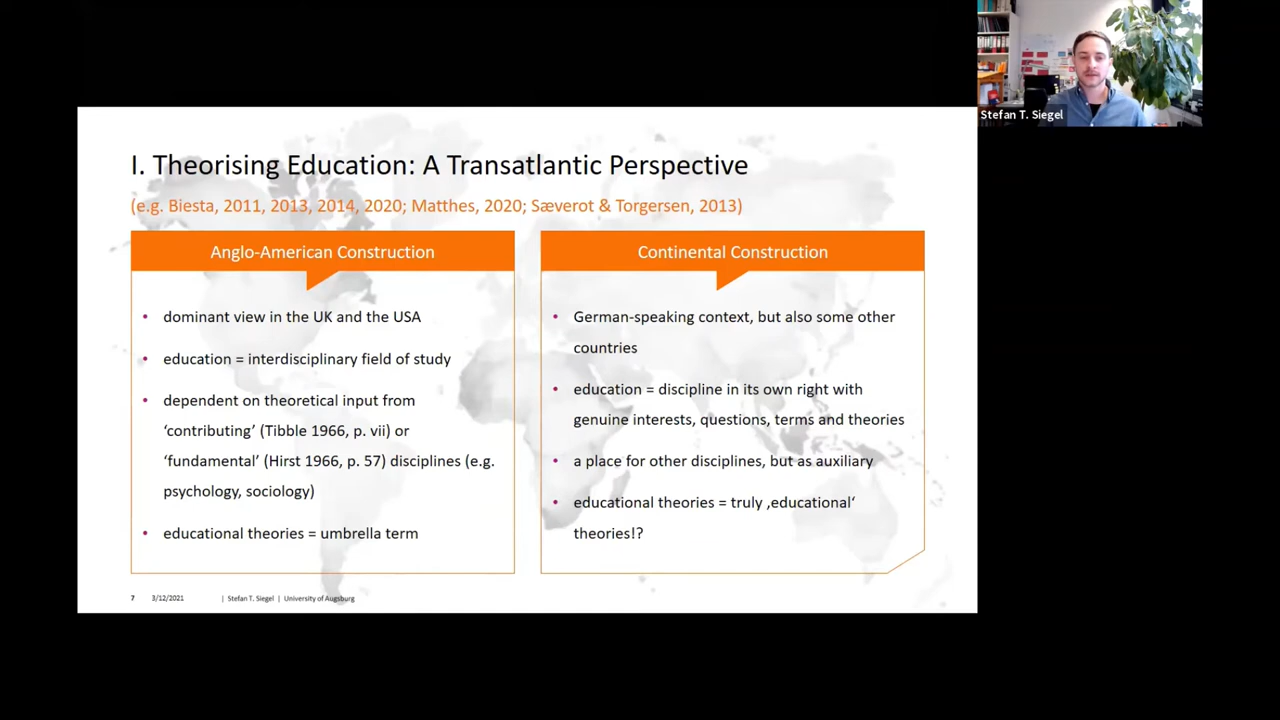 Stefan T. Siegel
I. Theorising Education: A Transatlantic Perspective
(e.g. Biesta, 2011, 2013, 2014, 2020; Matthes, 2020; Sæverot & Torgersen, 2013)
Anglo-American Construction
• dominant view in the UK and the USA
• education = interdisciplinary field of study
• dependent on theoretical input from
‘contributing’ (Tibble 1966, p. vii) or
‘fundamental’ (Hirst 1966, p. 57) disciplines (e.g.
psychology, sociology)
• educational theories = umbrella term
Continental Construction
• German-speaking context, but also some other
countries
• education = discipline in its own right with
genuine interests, questions, terms and theories
• a place for other disciplines, but as auxiliary
• educational theories = truly ‚educational‘
theories!?
7 3/12/2021 | Stefan T. Siegel | University of Augsburg